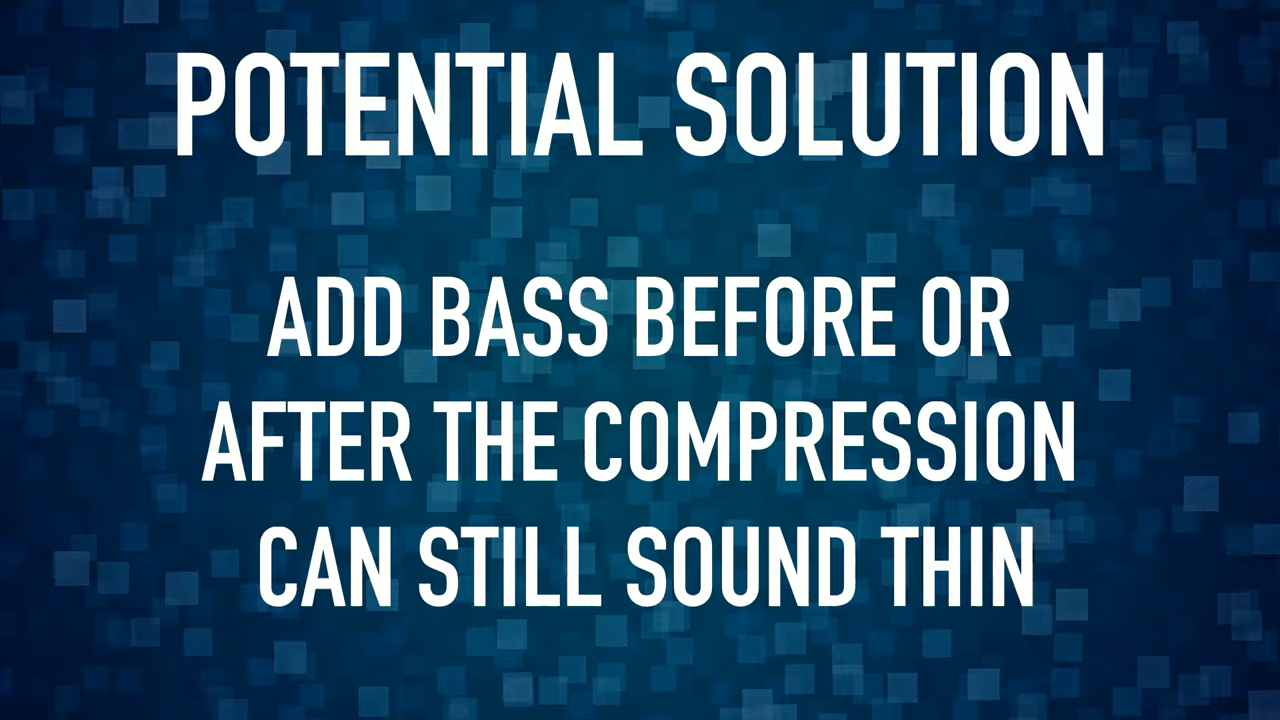 POTENTIAL SOLUTION
ADD BASS BEFORE OR
AFTER THE COMPRESSION
CAN STILL SOUND THIN